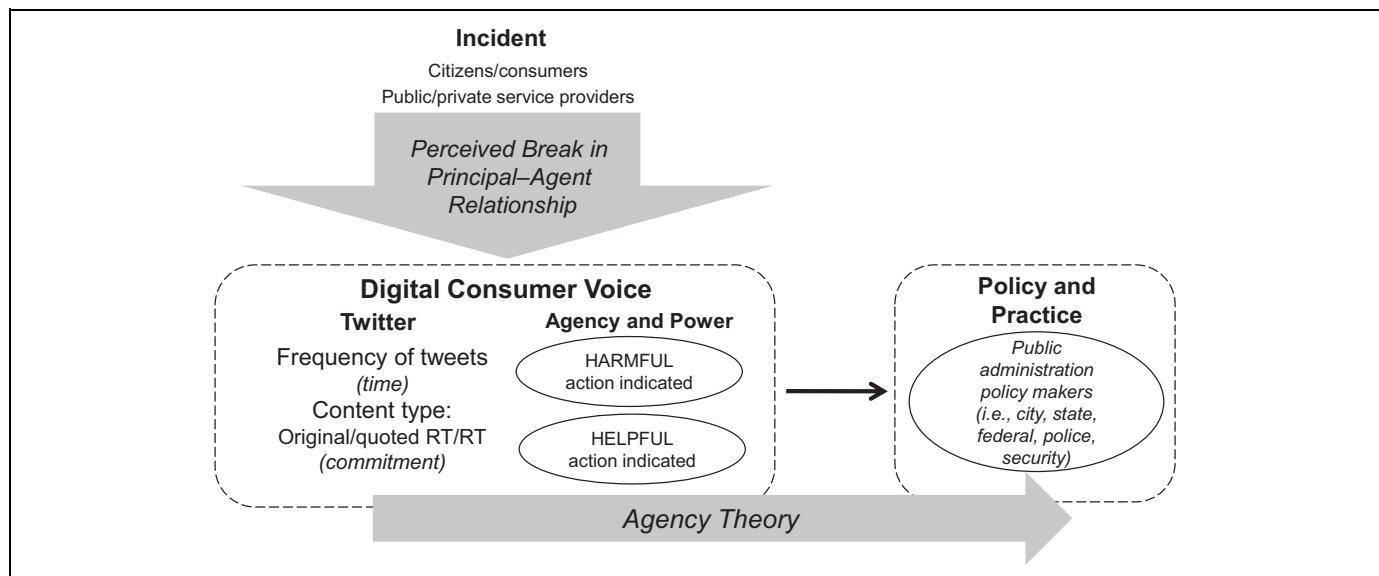 Incident
Citizens/consumers
Public/private service providers
Perceived Break in
Principal–Agent
Relationship
Digital Consumer Voice
Twitter
Frequency of tweets
(time)
Content type:
Original/quoted RT/RT
(commitment)
Agency and Power
HARMFUL
action indicated
HELPFUL
action indicated
Policy and
Practice
Public
administration
policy makers
(i.e., city, state,
federal, police,
security)
Agency Theory